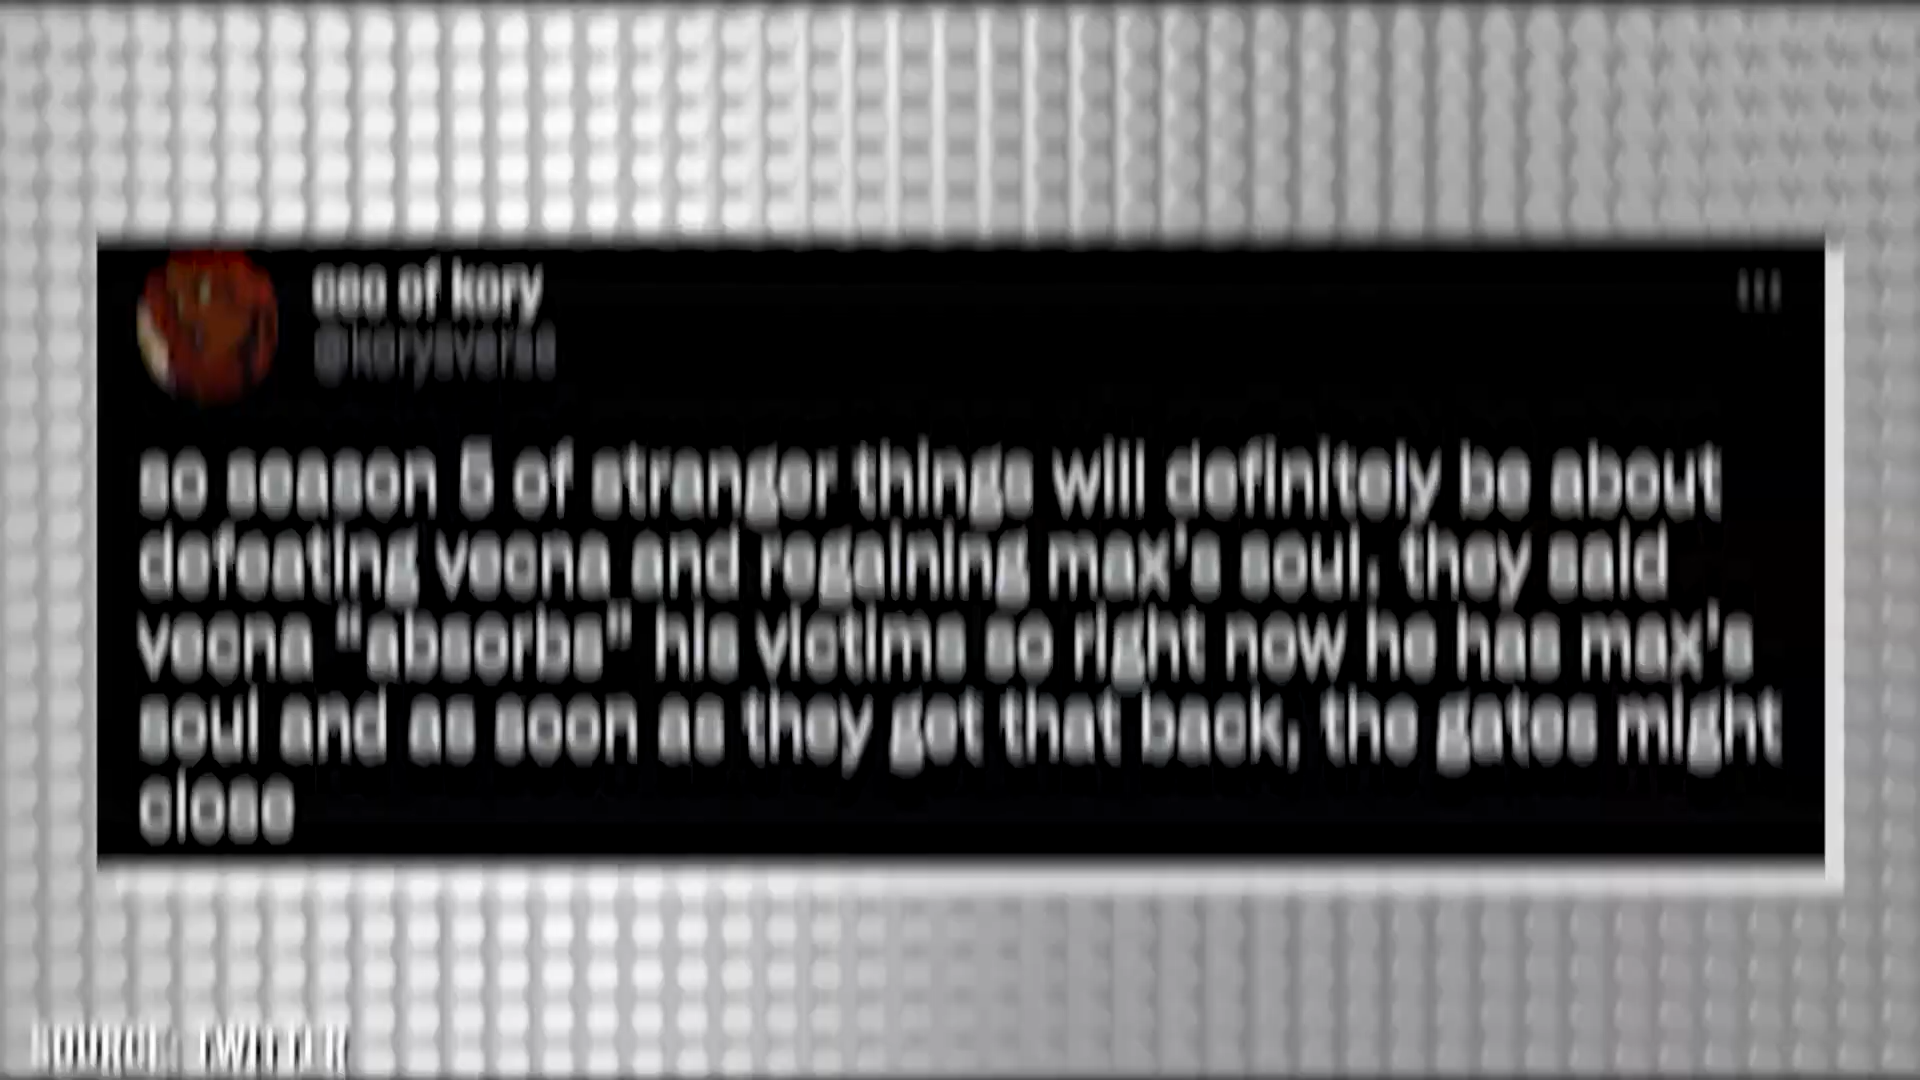 ceo of kory
@korysverse
so season 5 of stranger things will definitely be about
defeating vecna and regaining max's soul, they said
vecna "absorbs" his victims so right now he has max's
soul and as soon as they get that back, the gates might
close
SOURCE: TWITTER